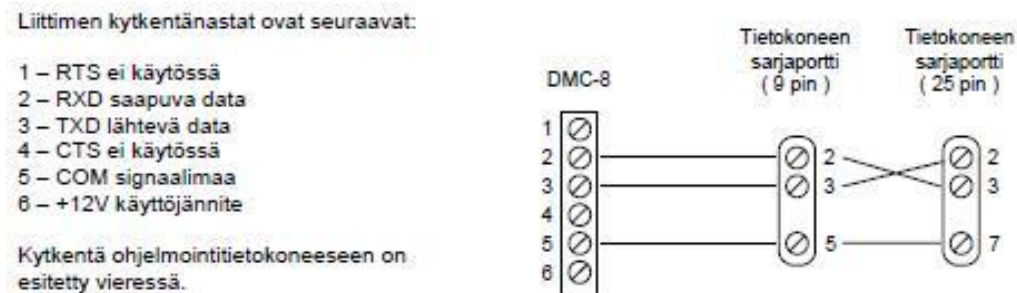 Liittimen kytkentänastat ovat seuraavat:
1 – RTS ei käytössä
2 – RXD saapuva data
3 – TXD lähtevä data
4 – CTS ei käytössä
5 – COM signaalimaa
6 – +12V käyttöjännite
Kytkentä ohjelmointitietokoneeseen on
esitetty vieressä.
DMC-8
1
2
3
4
5
6
Tietokoneen
sarjaportti
( 9 pin )
2
3
5
Tietokoneen
sarjaportti
( 25 pin )
2
3
7